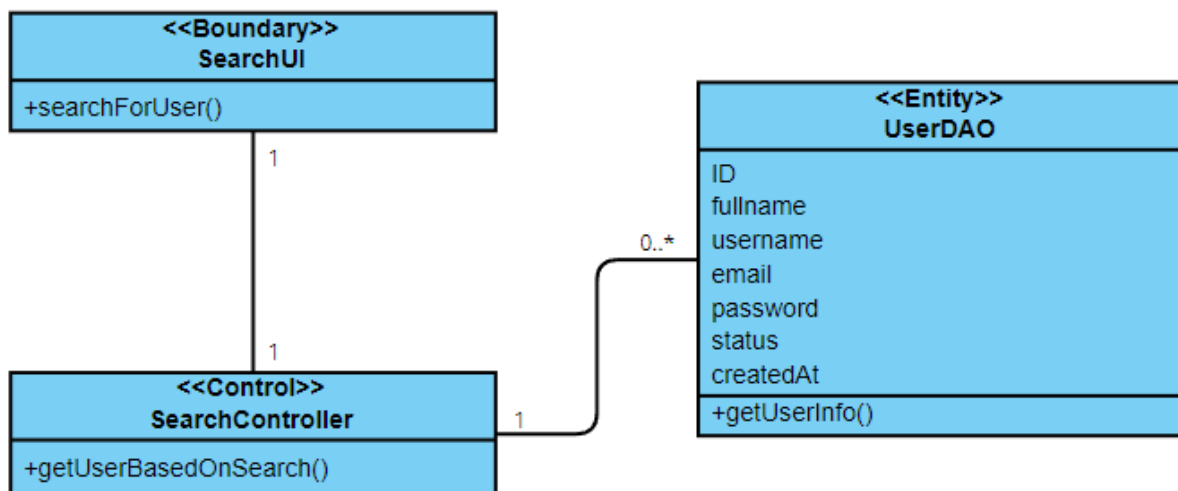 <<Boundary>>
SearchUI
+searchForUser()
1
1
<<Control>>
SearchController
+getUserBasedOnSearch()
1
0..*
<<Entity>>
UserDAO
ID
fullname
username
email
password
status
createdAt
+getUserInfo()